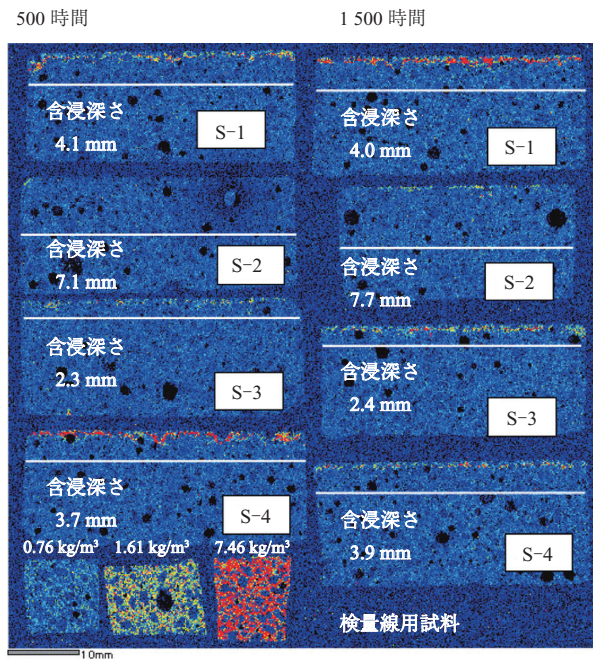 500 時間
1 500 時間
含浸深さ
4.1 mm
S-1
含浸深さ
7.1 mm
S-2
含浸深さ
2.3 mm
S-3
含浸深さ
3.7 mm
S-4
0.76 kg/m³ 1.61 kg/m³ 7.46 kg/m³
10mm
含浸深さ
4.0 mm
S-1
含浸深さ
7.7 mm
S-2
含浸深さ
2.4 mm
S-3
含浸深さ
3.9 mm
S-4
検量線用試料